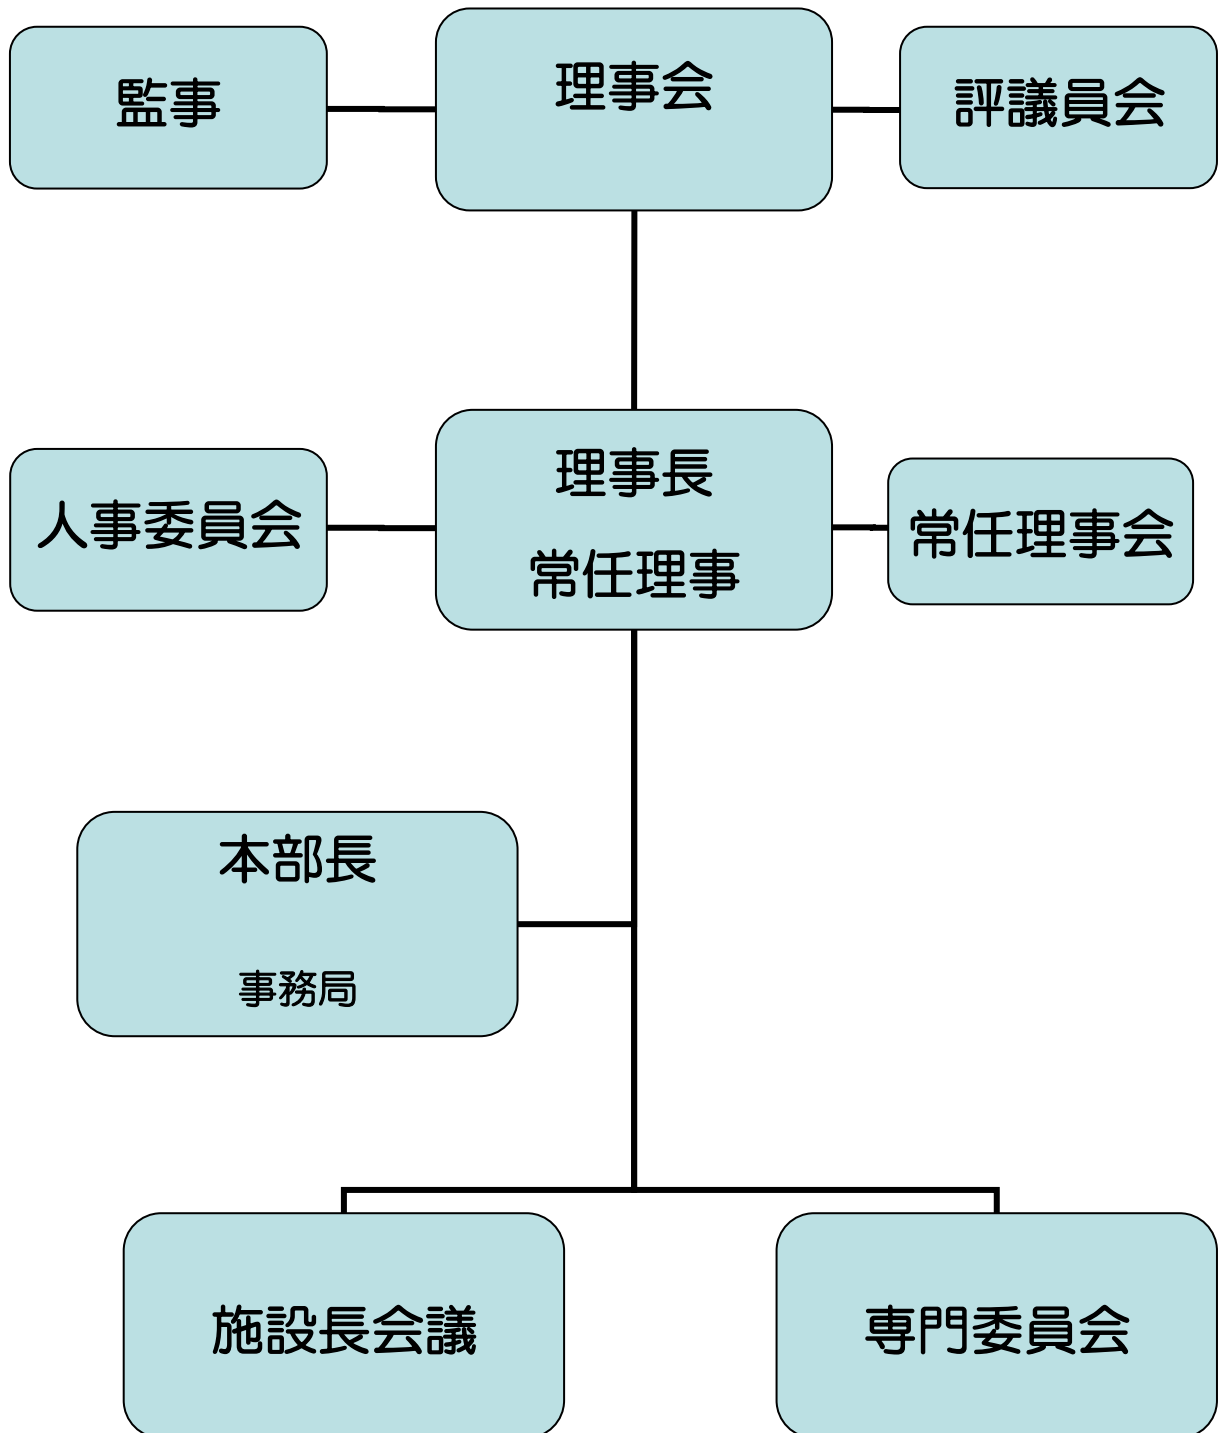 監事
理事会
評議員会
人事委員会
理事長
常任理事
常任理事会
本部長
事務局
施設長会議
専門委員会